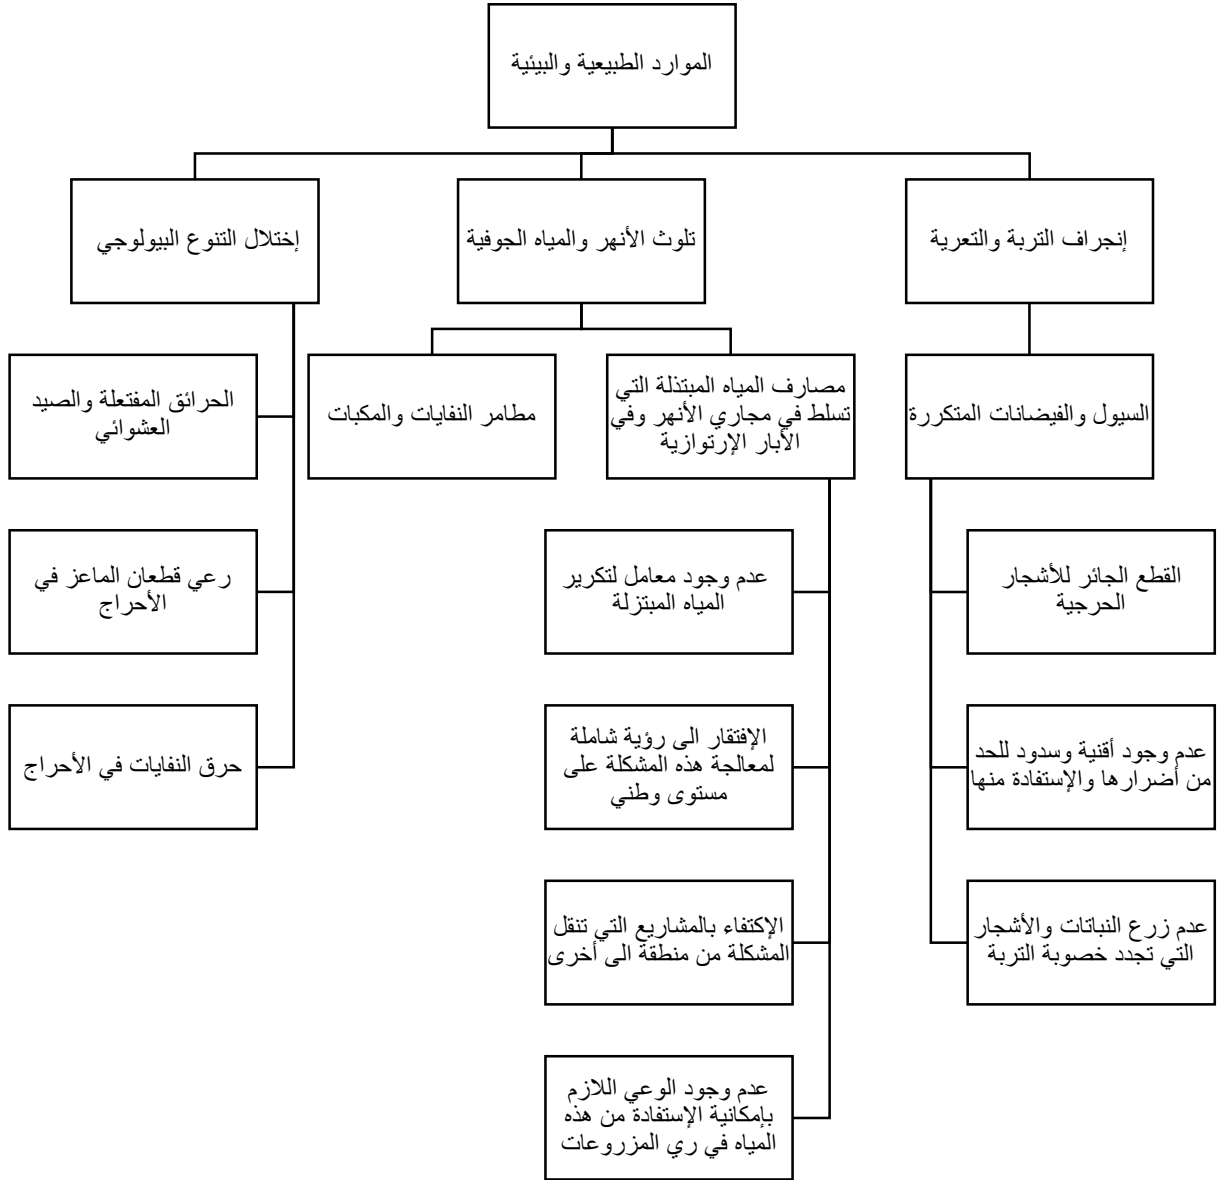 الموارد الطبيعية والبيئية
إنجراف التربة والتعرية
تلوث الأنهر والمياه الجوفية
إختلال التنوع البيولوجي
السيول والفيضانات المتكررة
القطع الجائر للأشجار
الحرجية
عدم وجود أقنية وسدود للحد
من أضرارها والإستفادة منها
عدم زرع النباتات والأشجار
التي تجدد خصوبة التربة
مصارف المياه المبتذلة التي
تسلط في مجاري الأنهر وفي
الأبار الإرتوازية
عدم وجود معامل لتكرير
المياه المبتزلة
الإفتقار الى رؤية شاملة
لمعالجة هذه المشكلة على
مستوى وطني
الإكتفاء بالمشاريع التي تنقل
المشكلة من منطقة الى أخرى
عدم وجود الوعي اللازم
بإمكانية الإستفادة من هذه
المياه في ري المزروعات
مطامر النفايات والمكبات
الحرائق المفتعلة والصيد
العشوائي
رعي قطعان الماعز في
الأحراج
حرق النفايات في الأحراج